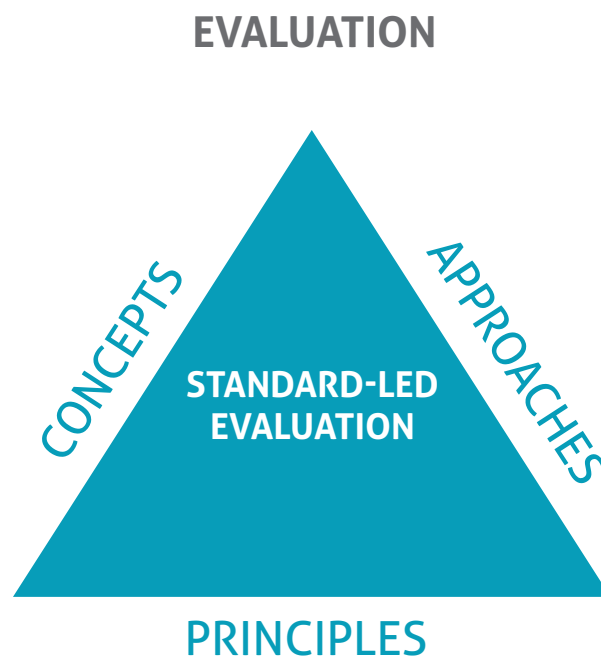 EVALUATION
CONCEPTS
APPROACHES
STANDARD-LED
EVALUATION
PRINCIPLES